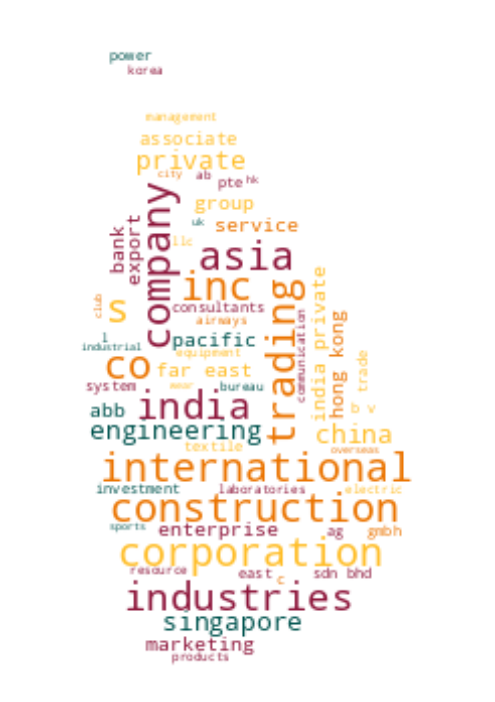 power
korea
management
associate
private
city
ab
pte
hk
group
uk
service
company
bank
export
llc
asia
inc
club
s
consultants
airways
trading
communication
india private
hong kong
trade
l
industrial
pacific
equipment
co
far east
system
wear
bureau
abb
india
b v
engineering
china
textile
overseas
international
investment
laboratories
electric
construction
sports
enterprise
ag
gmbh
corporation
resource
east
c
sdn bhd
industries
singapore
marketing
products